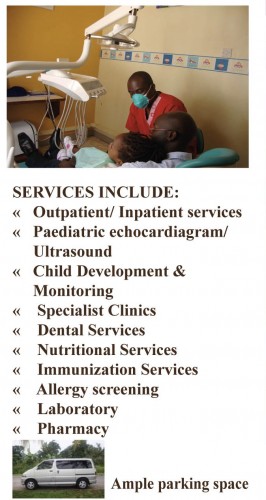 SERVICES INCLUDE:
« Outpatient/ Inpatient services
« Paediatric echocardiagram/
Ultrasound
« Child Development &
Monitoring
« Specialist Clinics
« Dental Services
« Nutritional Services
« Immunization Services
« Allergy screening
« Laboratory
« Pharmacy
Ample parking space